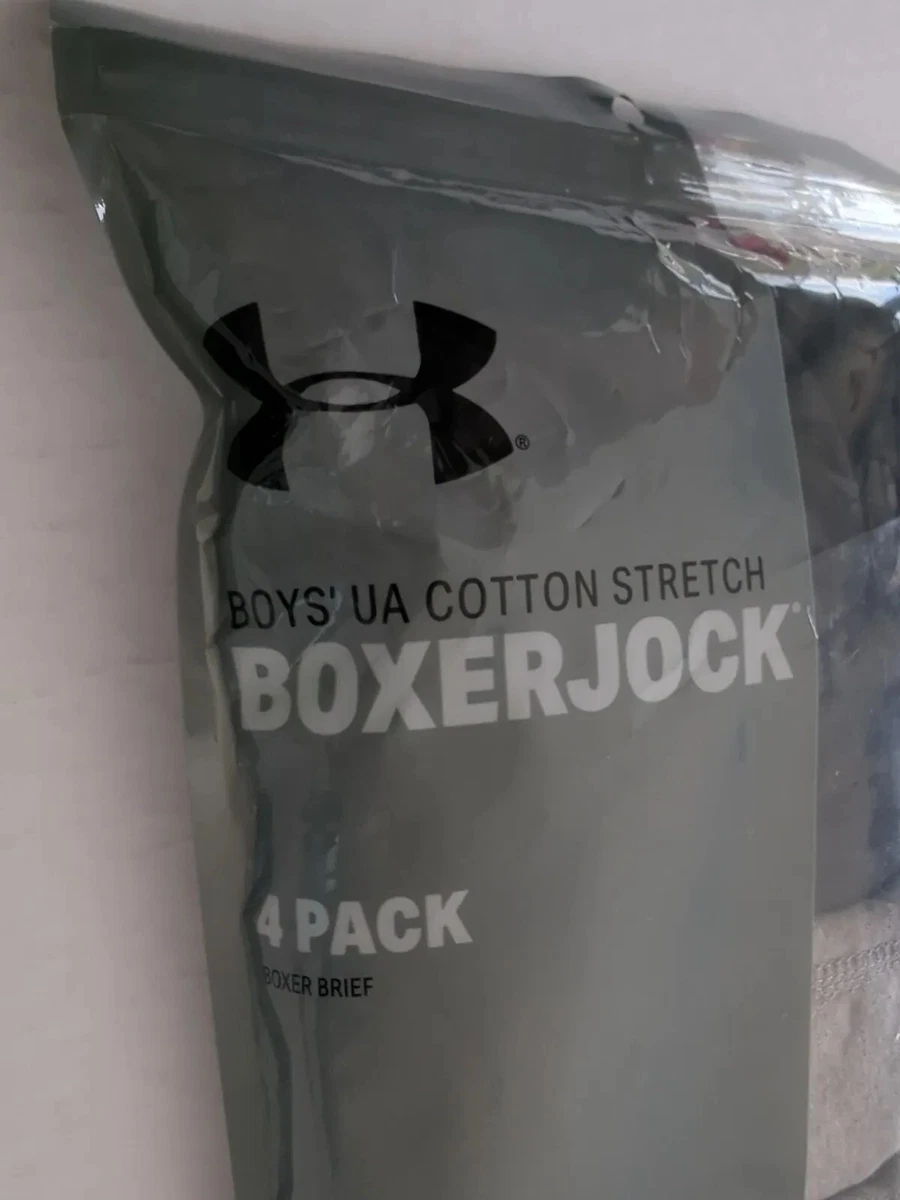 ®
BOYS' UA COTTON STRETCH
BOXERJOCK®
4 PACK
BOXER BRIEF